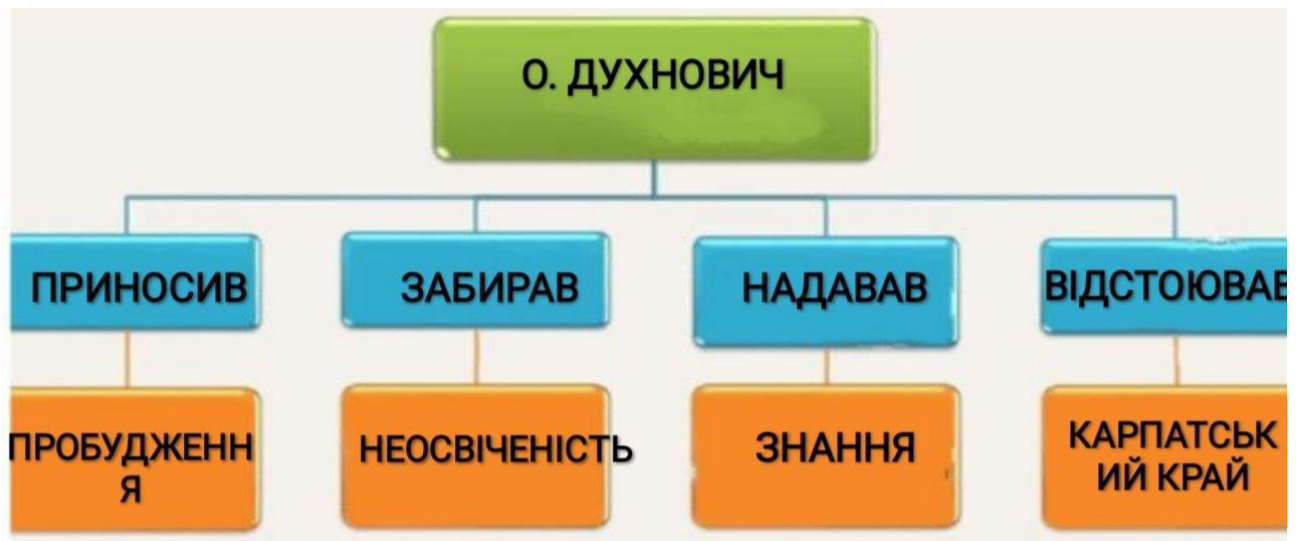 О. ДУХНОВИЧ
ПРИНОСИВ
ЗАБИРАВ
НАДАВАВ
ВІДСТОЮВАВ
ПРОБУДЖЕНН
Я
НЕОСВІЧЕНІСТЬ
ЗНАННЯ
КАРПАТСЬК
ИЙ КРАЙ